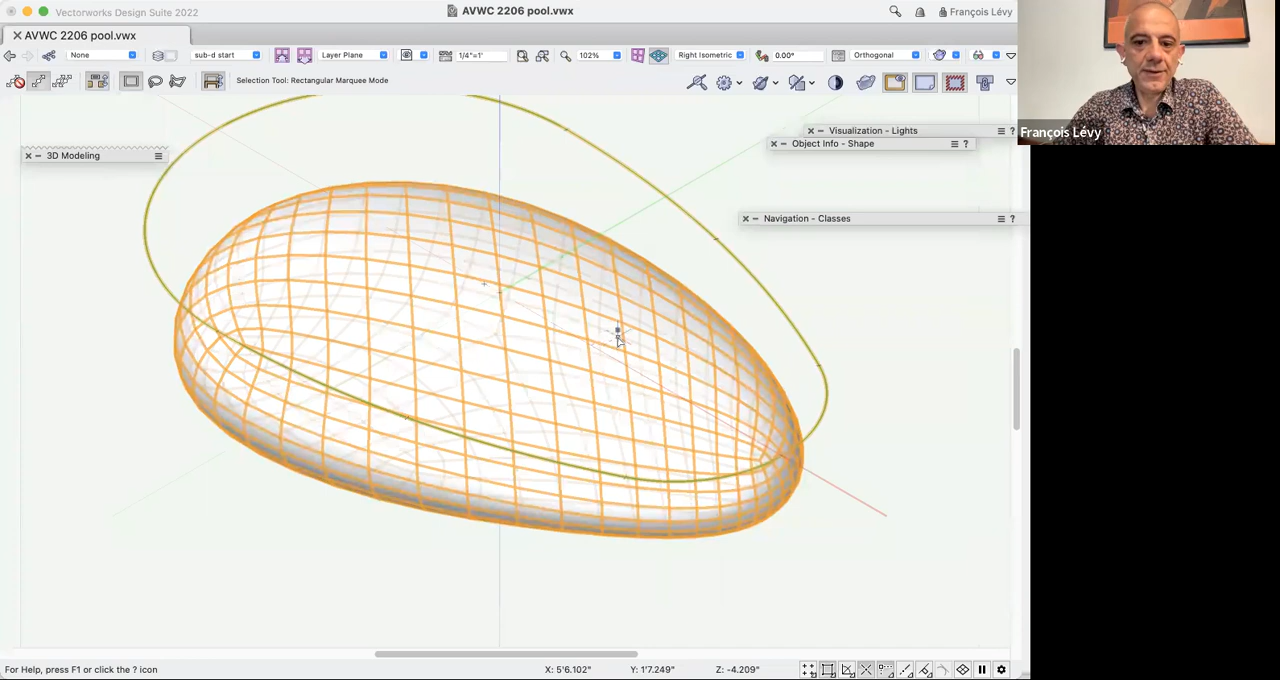 Vectorworks Design Suite 2022
AVWC 2206 pool.vwx
François Lévy
AVWC 2206 pool.vwx
None
sub-d start
Layer Plane
1/4"=1'
102%
Right Isometric
0.00°
Orthogonal
Selection Tool: Rectangular Marquee Mode
François Lévy
Visualization - Lights
?
Object Info - Shape
?
3D Modeling
Navigation - Classes
?
For Help, press F1 or click the ? icon
X: 5'6.102"
Y: 1'7.249"
Z: -4.209"